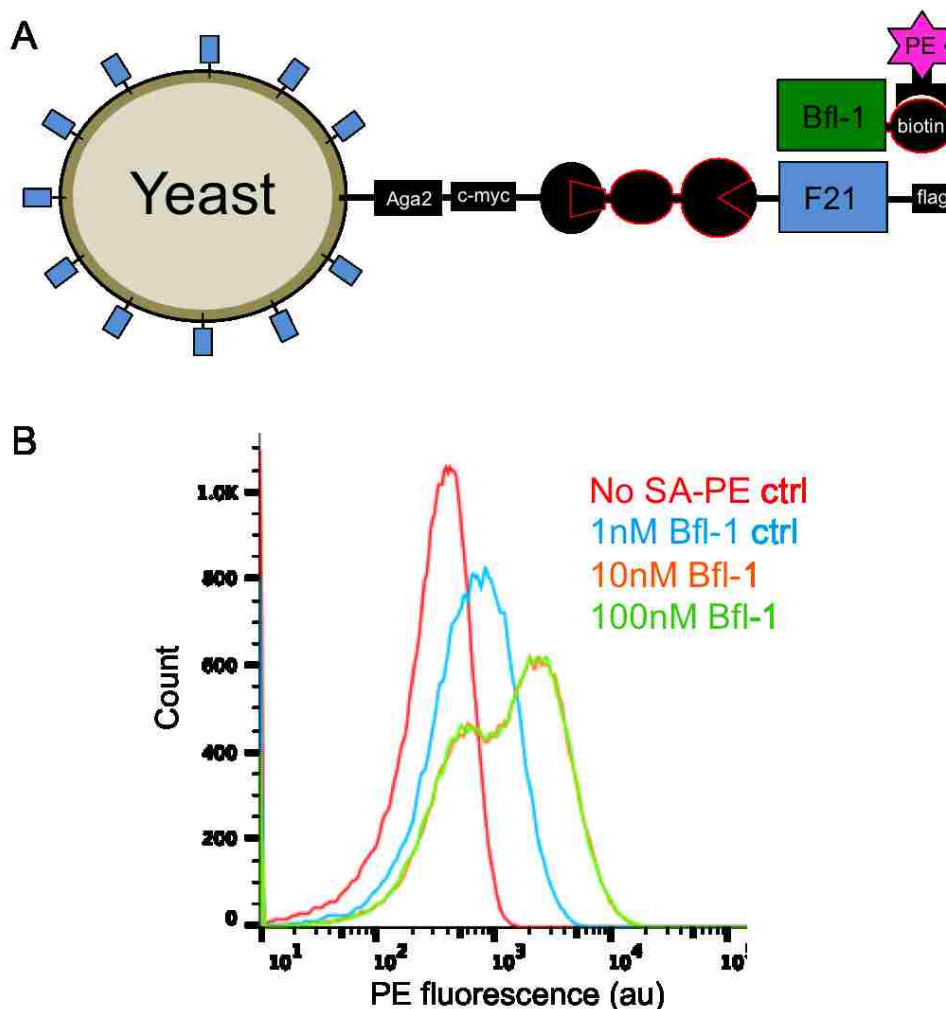 A
PE
Bfl-1
biotin
Yeast
Aga2
c-myc
F21
flag
B
No SA-PE ctrl
1nM Bfl-1 ctrl
10nM Bfl-1
100nM Bfl-1
1.0K
800
600
400
200
0
Count
10¹
10²
10³
10⁴
PE fluorescence (au)